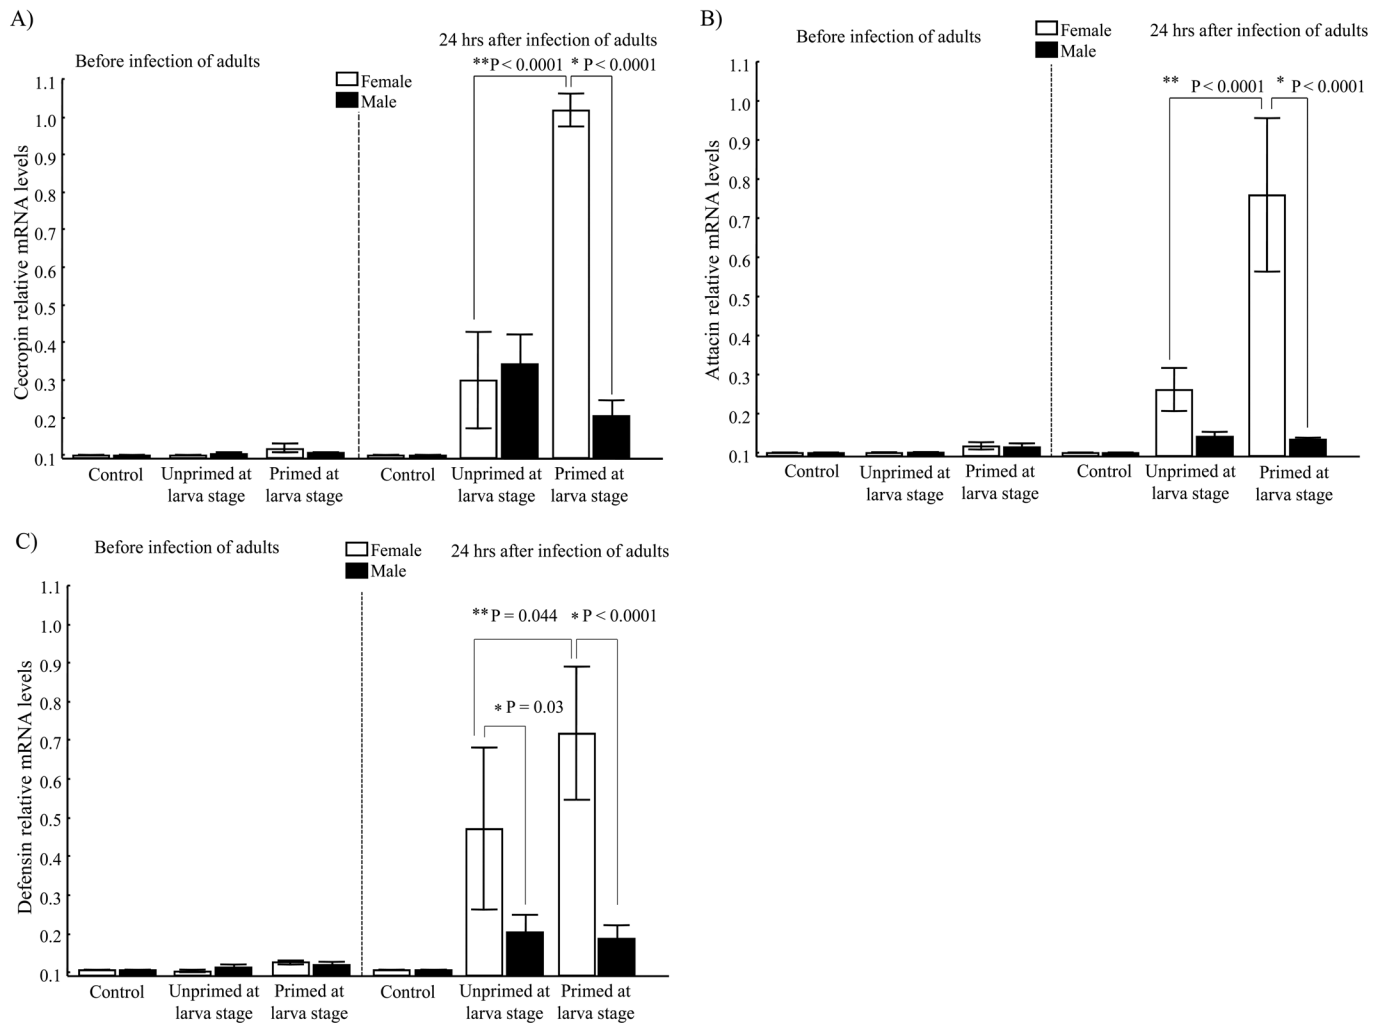 A)
Before infection of adults
24 hrs after infection of adults
Female
Male
**P < 0.0001 * P < 0.0001
Cecropin relative mRNA levels
1.1
1.0
0.9
0.8
0.7
0.6
0.5
0.4
0.3
0.2
0.1
Control
Unprimed at
larva stage
Primed at
larva stage
Control
Unprimed at
larva stage
Primed at
larva stage
B)
Before infection of adults
Female
Male
24 hrs after infection of adults
** P < 0.0001 * P < 0.0001
Attacin relative mRNA levels
1.1
1.0
0.9
0.8
0.7
0.6
0.5
0.4
0.3
0.2
0.1
Control
Unprimed at
larva stage
Primed at
larva stage
Control
Unprimed at
larva stage
Primed at
larva stage
C)
Before infection of adults
Female
Male
24 hrs after infection of adults
**P = 0.044 * P < 0.0001
* P = 0.03
Defensin relative mRNA levels
1.1
1.0
0.9
0.8
0.7
0.6
0.5
0.4
0.3
0.2
0.1
Control
Unprimed at
larva stage
Primed at
larva stage
Control
Unprimed at
larva stage
Primed at
larva stage